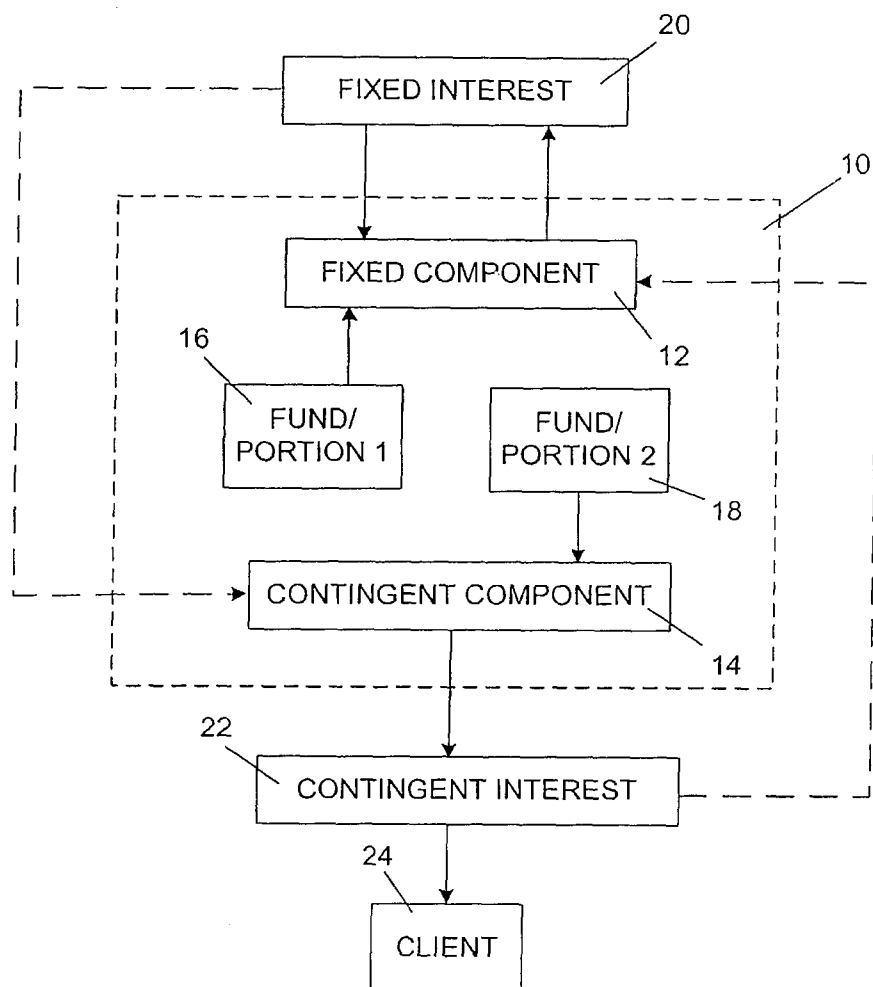 20
FIXED INTEREST
10
FIXED COMPONENT
16
12
FUND/
PORTION 1
FUND/
PORTION 2
18
CONTINGENT COMPONENT
14
22
CONTINGENT INTEREST
24
CLIENT